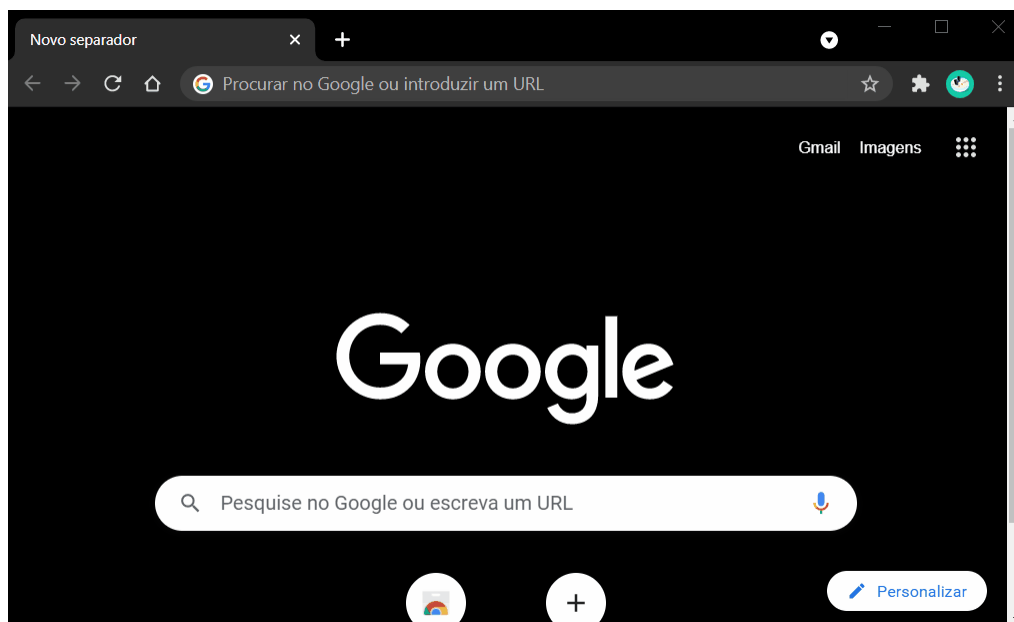 Novo separador
Procurar no Google ou introduzir um URL
Gmail Imagens
Google
Pesquise no Google ou escreva um URL
Personalizar